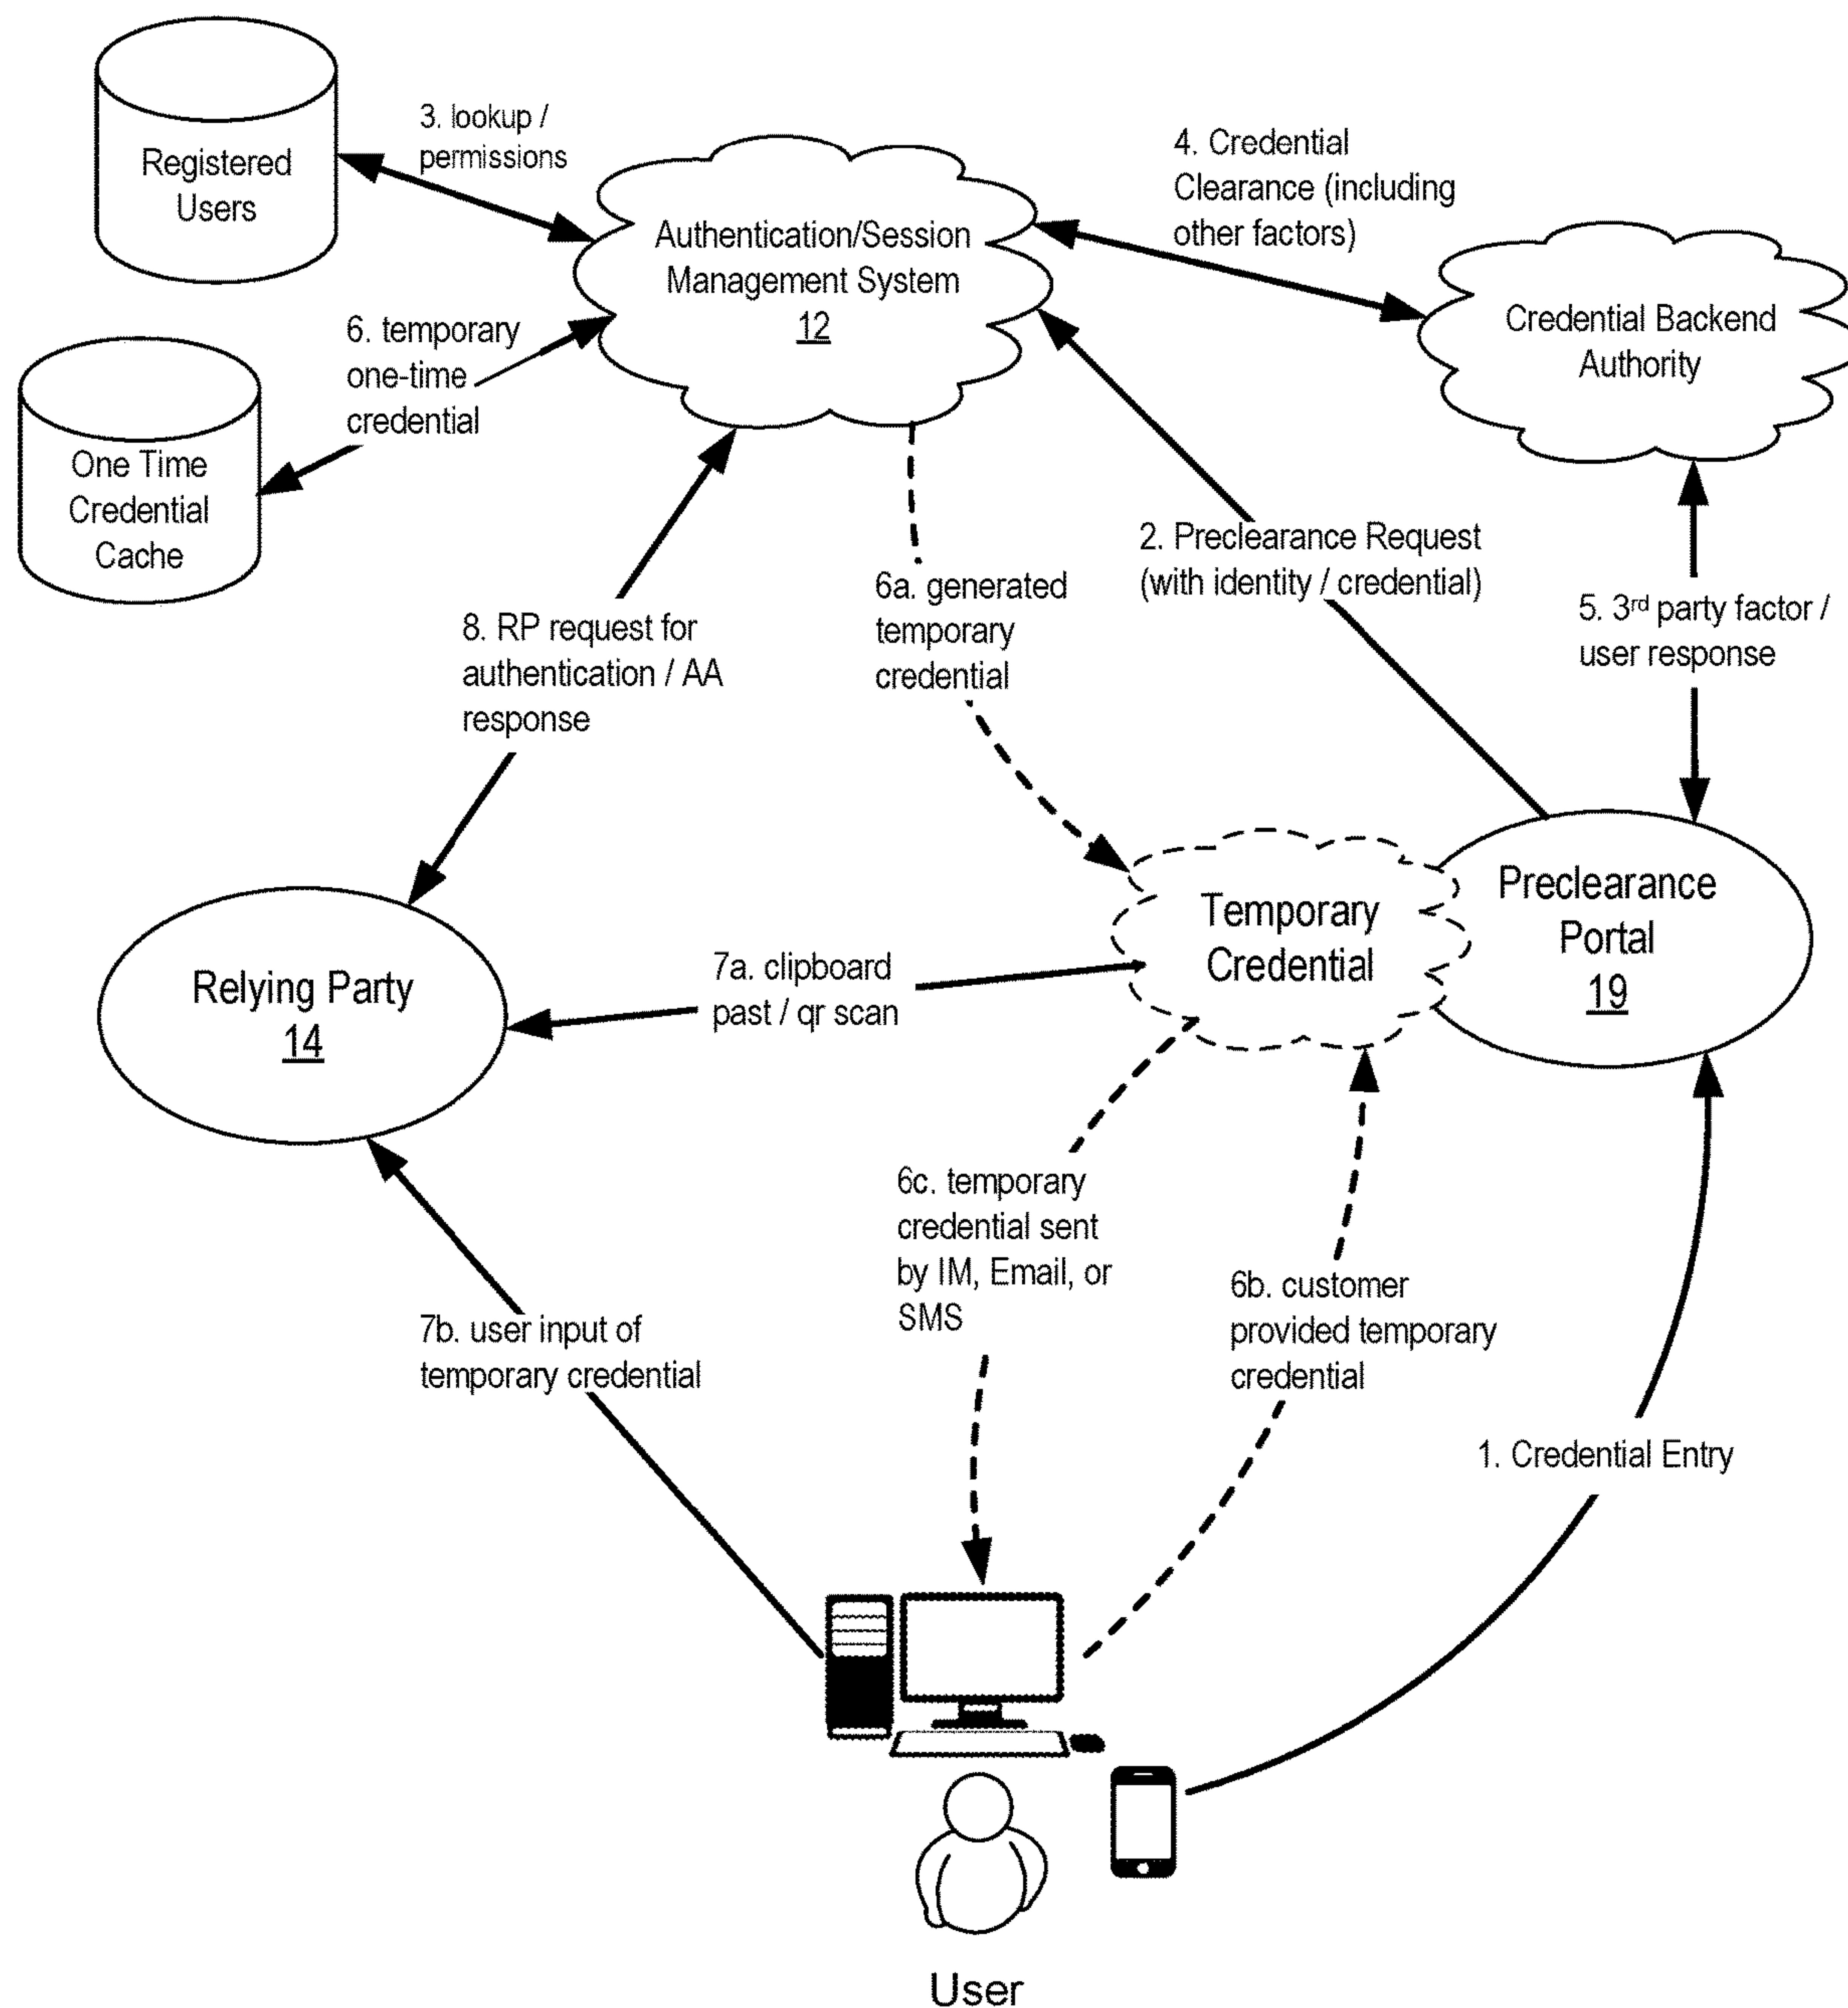 3. lookup /
permissions
Registered
Users
4. Credential
Clearance (including
other factors)
Authentication/Session
Management System
12
Credential Backend
Authority
6. temporary
one-time
credential
One Time
Credential
Cache
2. Preclearance Request
(with identity / credential)
6a. generated
temporary
credential
5. 3rd party factor /
user response
8. RP request for
authentication / AA
response
Preclearance
Portal
19
Temporary
Credential
7a. clipboard
past / qr scan
Relying Party
14
6c. temporary
credential sent
by IM, Email, or
SMS
6b. customer
provided temporary
credential
7b. user input of
temporary credential
1. Credential Entry
User